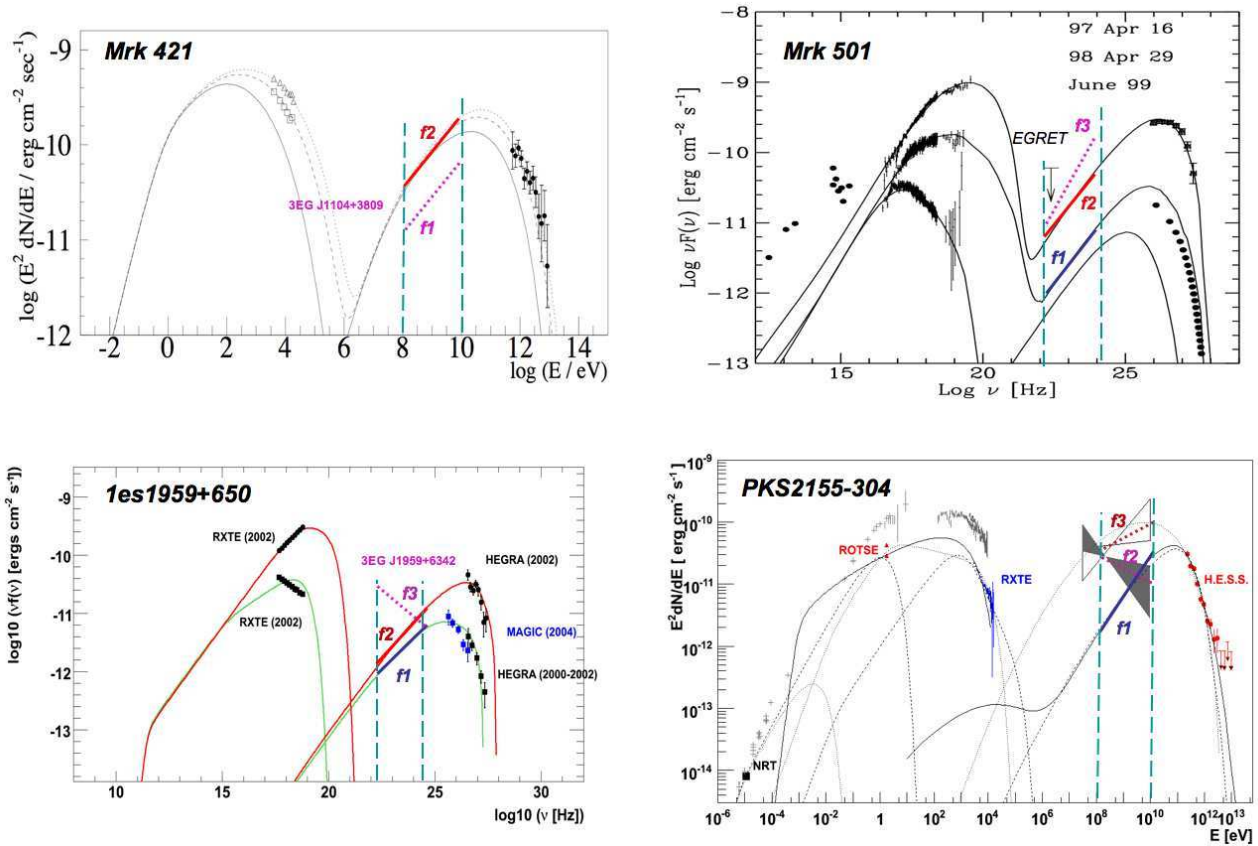 Mrk 421
log (E² dN/dE / erg cm⁻² sec⁻¹)
-9
-10
-11
-12
f2
3EG J1104+3809
f1
-2 0 2 4 6 8 10 12 14
log (E / eV)
Mrk 501
97 Apr 16
98 Apr 29
June 99
Log νF(ν) [erg cm⁻² s⁻¹]
-8
-9
-10
-11
-12
-13
EGRET
f3
f2
f1
15 20 25
Log ν [Hz]
1es1959+650
log10 (νf(ν) [ergs cm⁻² s⁻¹])
-9
-10
-11
-12
-13
RXTE (2002)
RXTE (2002)
3EG J1959+6342
HEGRA (2002)
f3
f2
MAGIC (2004)
f1
HEGRA (2000-2002)
10 15 20 25 30
log10 (ν [Hz])
PKS2155-304
E²dN/dE [ erg cm⁻² s⁻¹]
10⁻⁹
10⁻¹⁰
10⁻¹¹
10⁻¹²
10⁻¹³
10⁻¹⁴
ROTSE
RXTE
f3
f2
H.E.S.S.
f1
NRT
10⁻⁶ 10⁻⁴ 10⁻² 1 10² 10⁴ 10⁶ 10⁸ 10¹⁰ 10¹² 10¹³
E [eV]